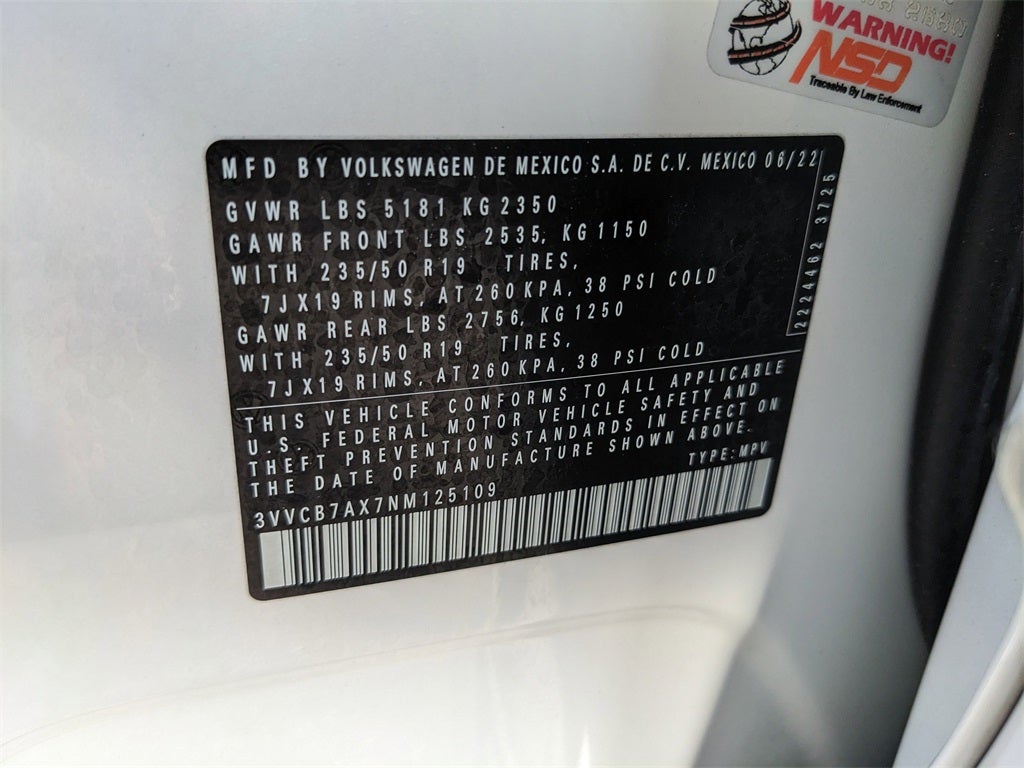 WARNING!
NSD
Traceable By Law Enforcement
MFD BY VOLKSWAGEN DE MEXICO S.A. DE C.V. MEXICO 06/22
GVWR LBS 5181 KG 2350
GAWR FRONT LBS 2535, KG 1150
WITH 235/50 R19 TIRES,
7JX19 RIMS, AT 260 KPA, 38 PSI COLD
GAWR REAR LBS 2756, KG 1250
WITH 235/50 R19 TIRES,
7JX19 RIMS, AT 260 KPA, 38 PSI COLD
2224462 3725
THIS VEHICLE CONFORMS TO ALL APPLICABLE
U.S. FEDERAL MOTOR VEHICLE SAFETY AND
THEFT PREVENTION STANDARDS IN EFFECT ON
THE DATE OF MANUFACTURE SHOWN ABOVE.
TYPE: MPV
3VVCB7AX7NM125109